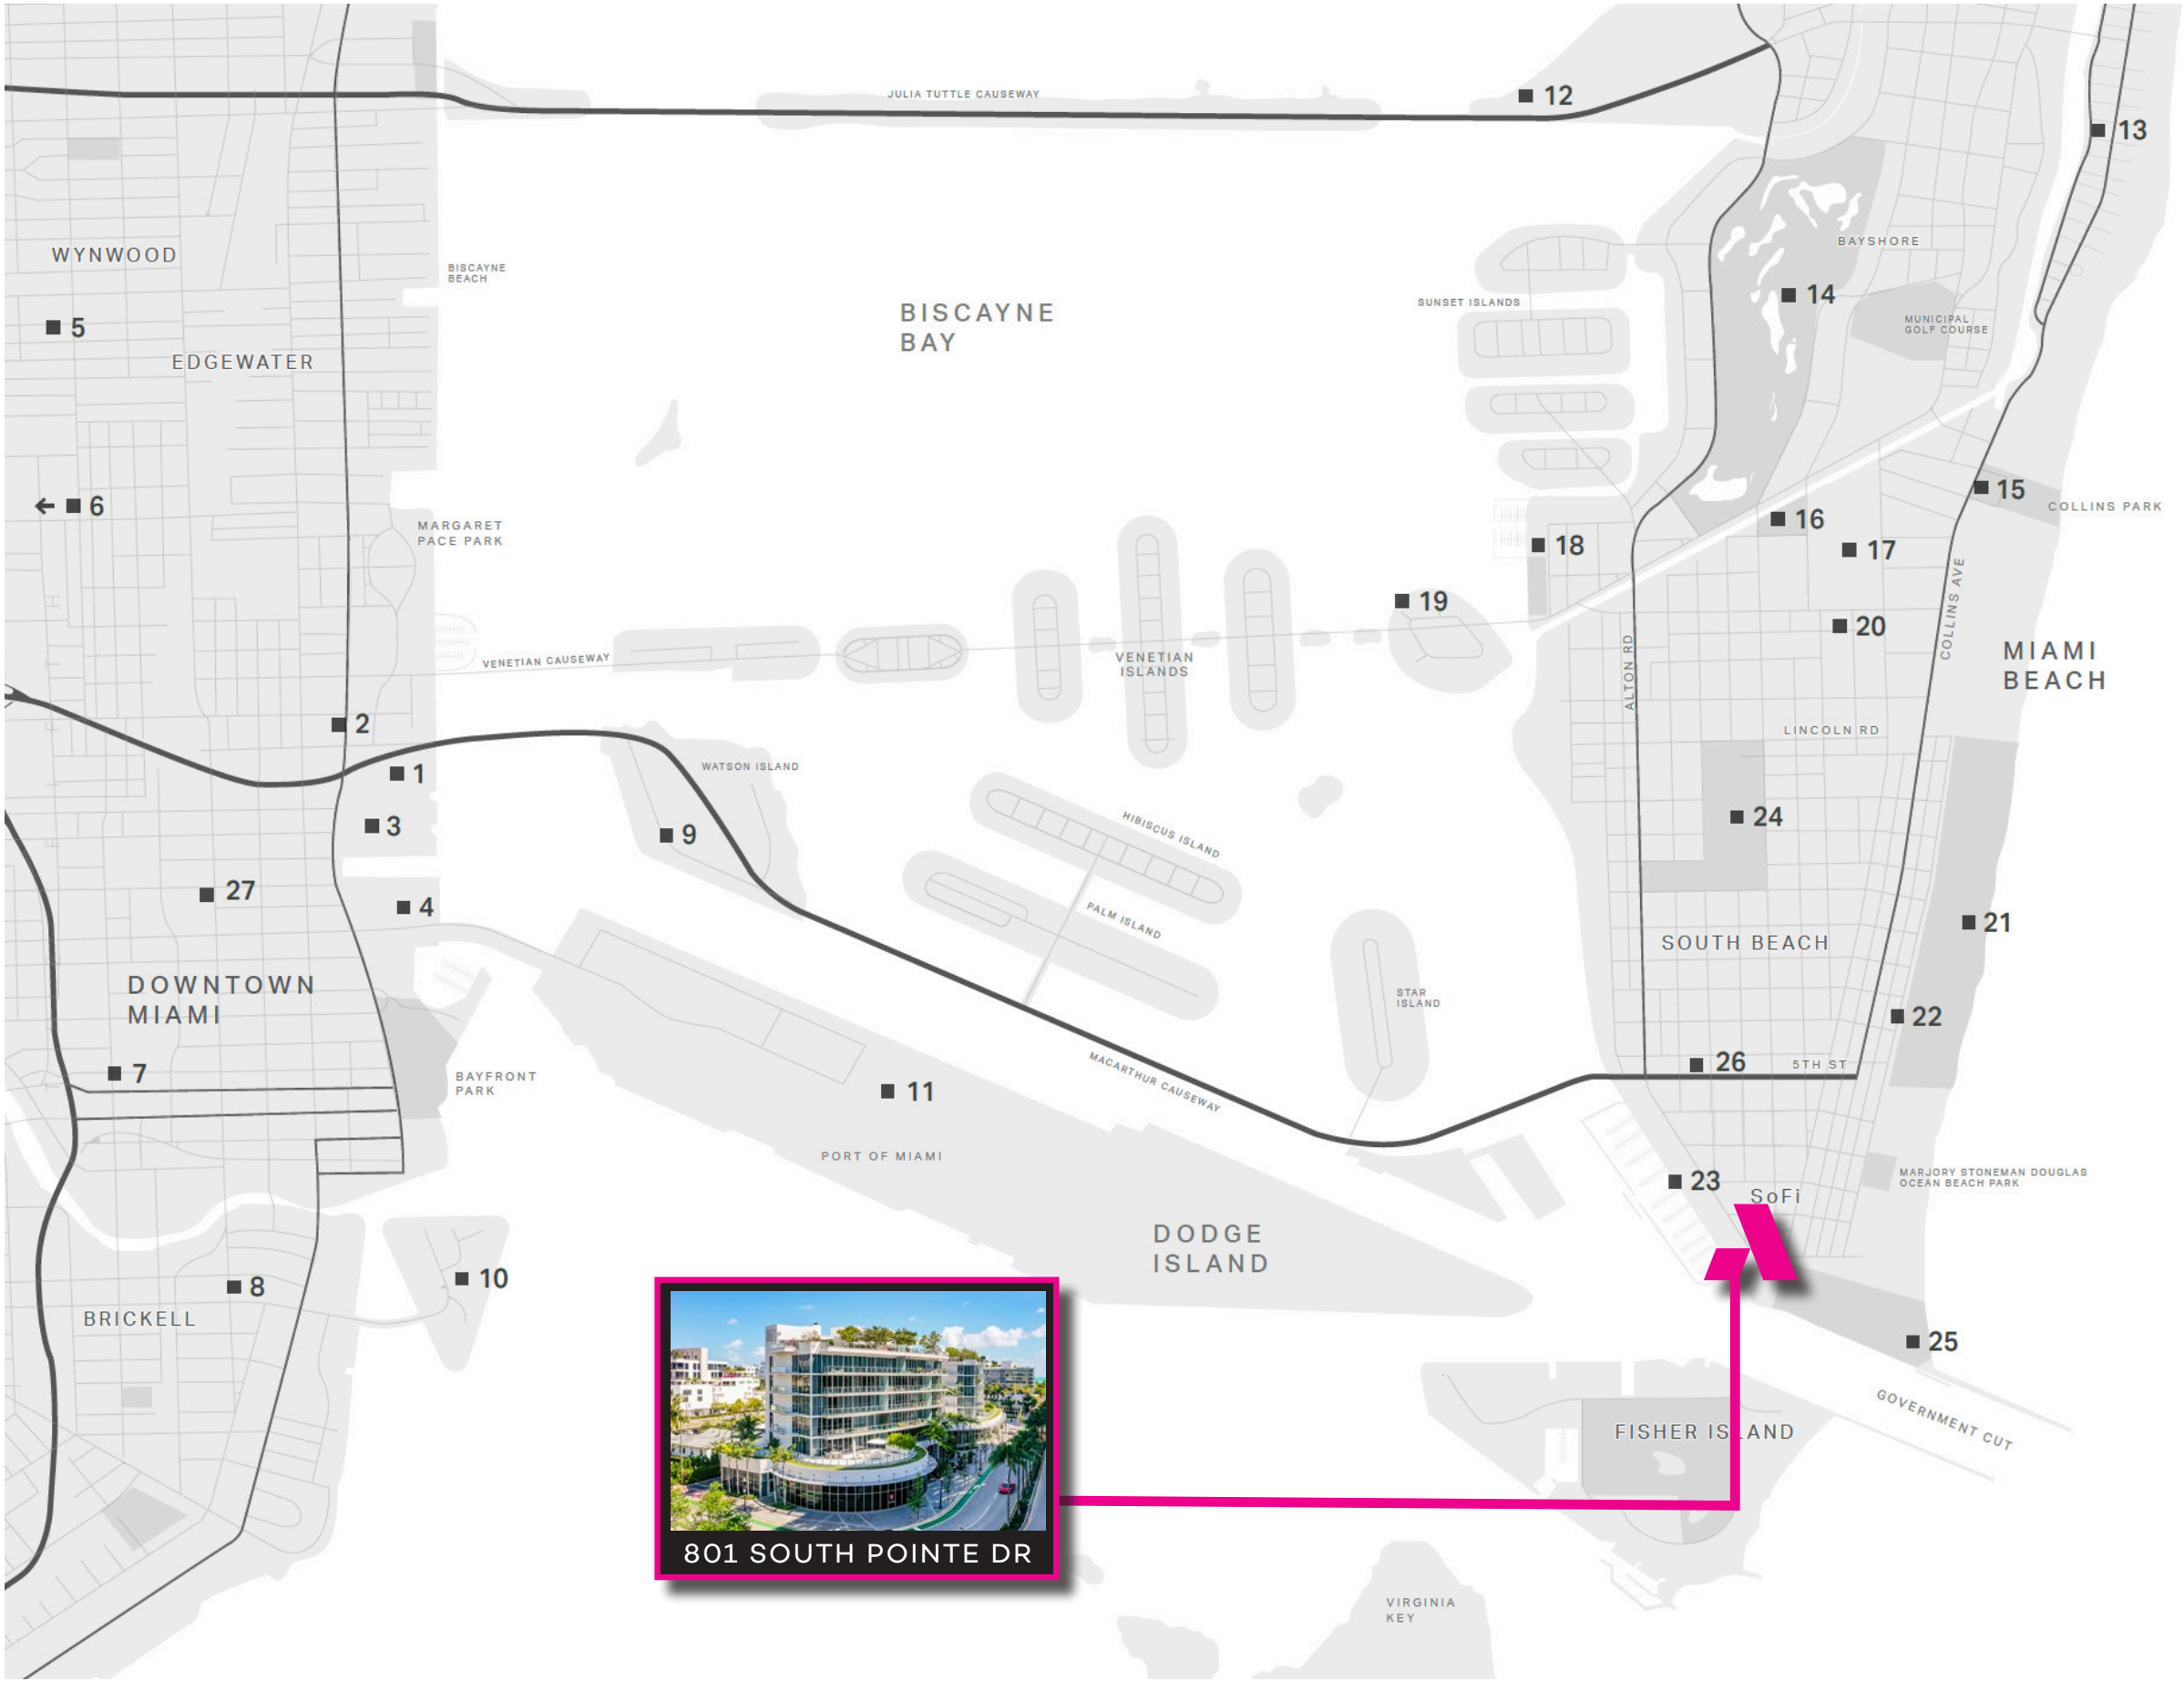 JULIA TUTTLE CAUSEWAY
12
13
WYNWOOD
BISCAYNE
BEACH
BAYSHORE
5
BISCAYNE
BAY
SUNSET ISLANDS
14
MUNICIPAL
GOLF COURSE
EDGEWATER
← 6
MARGARET
PACE PARK
15
COLLINS PARK
16
17
18
19
20
COLLINS AVE
ALTON RD
VENETIAN CAUSEWAY
VENETIAN
ISLANDS
MIAMI
BEACH
2
LINCOLN RD
1
WATSON ISLAND
3
9
HIBISCUS ISLAND
24
27
4
PALM ISLAND
21
SOUTH BEACH
DOWNTOWN
MIAMI
STAR
ISLAND
22
7
BAYFRONT
PARK
11
MACARTHUR CAUSEWAY
26
5TH ST
PORT OF MIAMI
23
SoFi
MARJORY STONEMAN DOUGLAS
OCEAN BEACH PARK
DODGE
ISLAND
8
10
BRICKELL
25
GOVERNMENT CUT
FISHER ISLAND
801 SOUTH POINTE DR
VIRGINIA
KEY